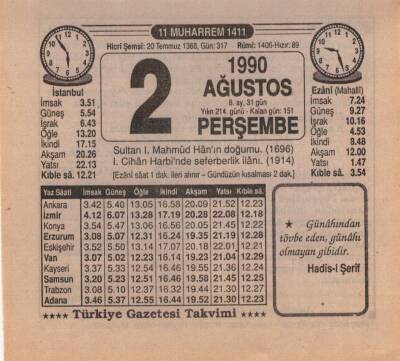 11 MUHARREM 1411
Hicrî Şemsî: 20 Temmuz 1368, Gün: 317 Rûmî: 1406-Hızır: 89
İstanbul
İmsak 3.51
Güneş 5.54
İşrak 6.43
Öğle 13.20
İkindi 17.15
Akşam 20.26
Yatsı 22.13
Kıble sâ. 12.21
2
1990
AĞUSTOS
8. ay, 31 gün
Yılın 214. günü - Kalan gün: 151
PERŞEMBE
Ezânî (Mahallî)
İmsak 7.24
Güneş 9.27
İşrak 10.16
Öğle 4.53
İkindi 8.48
Akşam 12.00
Yatsı 1.47
Kıble sâ. 3.54
Sultan I. Mahmûd Hân'ın doğumu. (1696)
I. Cihân Harbi'nde seferberlik ilânı. (1914)
[Ezânî sâat 1 dak. ileri alınır – Gündüzün kısalması 2 dak.]
Yaz Sâati İmsak Güneş Öğle İkindi Akşam Yatsı Kıble sâ.
Ankara 3.42 5.40 13.05 16.58 20.09 21.52 12.23
İzmir 4.12 6.07 13.28 17.19 20.28 22.08 12.18
Konya 3.54 5.47 13.06 16.56 20.05 21.45 12.22
Erzurum 3.08 5.07 12.31 16.24 19.35 21.19 12.28
Eskişehir 3.52 5.50 13.14 17.07 20.18 22.01 12.21
Van 3.07 5.02 12.23 16.14 19.23 21.04 12.29
Kayseri 3.37 5.33 12.54 16.46 19.55 21.36 12.24
Samsun 3.20 5.23 12.51 16.46 19.58 21.45 12.25
Trabzon 3.08 5.10 12.37 16.32 19.44 21.30 12.27
Adana 3.46 5.37 12.55 16.44 19.52 21.30 12.23
★ Günâhından
tövbe eden, günâhı
olmayan gibidir.
Hadis-i Şerif
★★★★ Türkiye Gazetesi Takvimi ★★★★